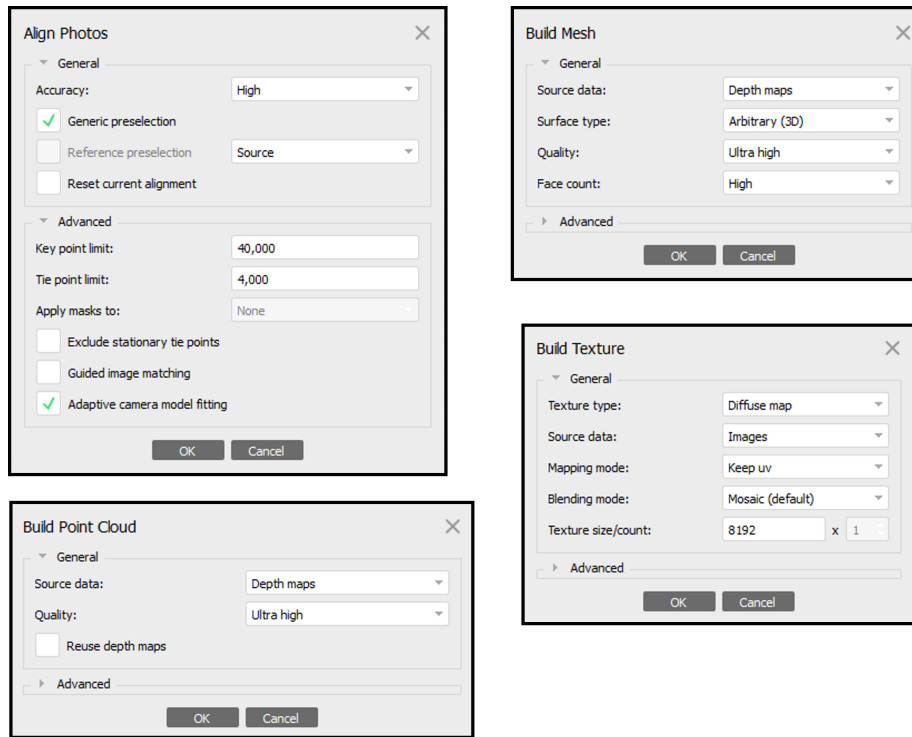 Align Photos
General
Accuracy: High
Generic preselection
Reference preselection Source
Reset current alignment
Advanced
Key point limit: 40,000
Tie point limit: 4,000
Apply masks to: None
Exclude stationary tie points
Guided image matching
Adaptive camera model fitting
OK Cancel
Build Point Cloud
General
Source data: Depth maps
Quality: Ultra high
Reuse depth maps
Advanced
OK Cancel
Build Mesh
General
Source data: Depth maps
Surface type: Arbitrary (3D)
Quality: Ultra high
Face count: High
Advanced
OK Cancel
Build Texture
General
Texture type: Diffuse map
Source data: Images
Mapping mode: Keep uv
Blending mode: Mosaic (default)
Texture size/count: 8192 x 1
Advanced
OK Cancel